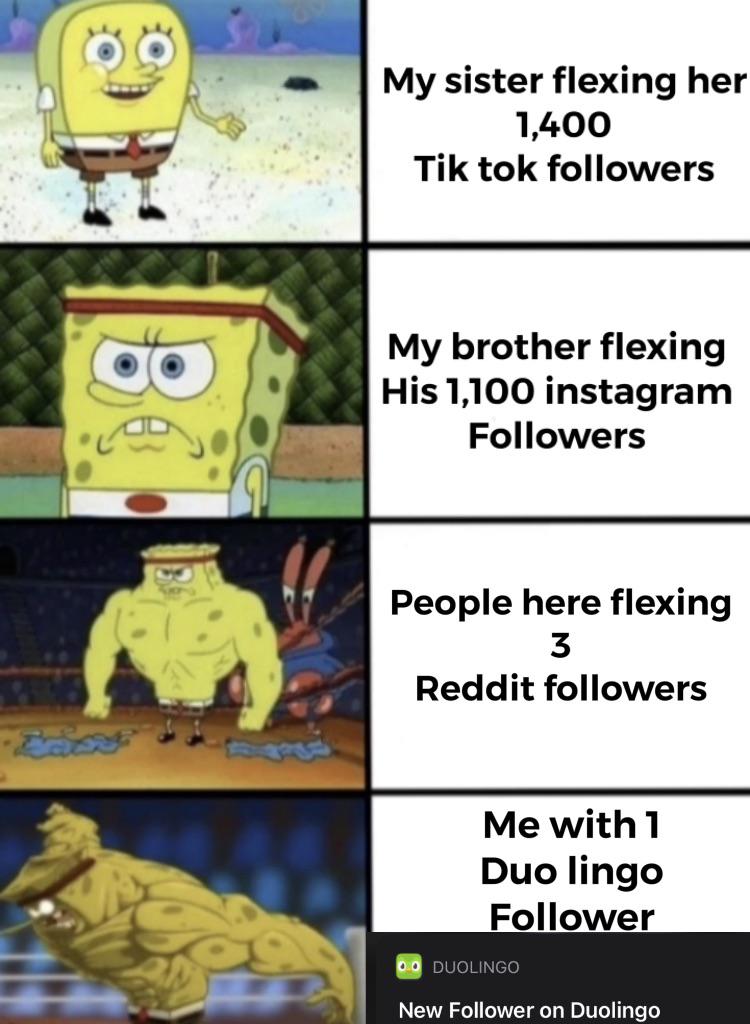 My sister flexing her
1,400
Tik tok followers
My brother flexing
His 1,100 instagram
Followers
People here flexing
3
Reddit followers
Me with 1
Duo lingo
Follower
DUOLINGO
New Follower on Duolingo